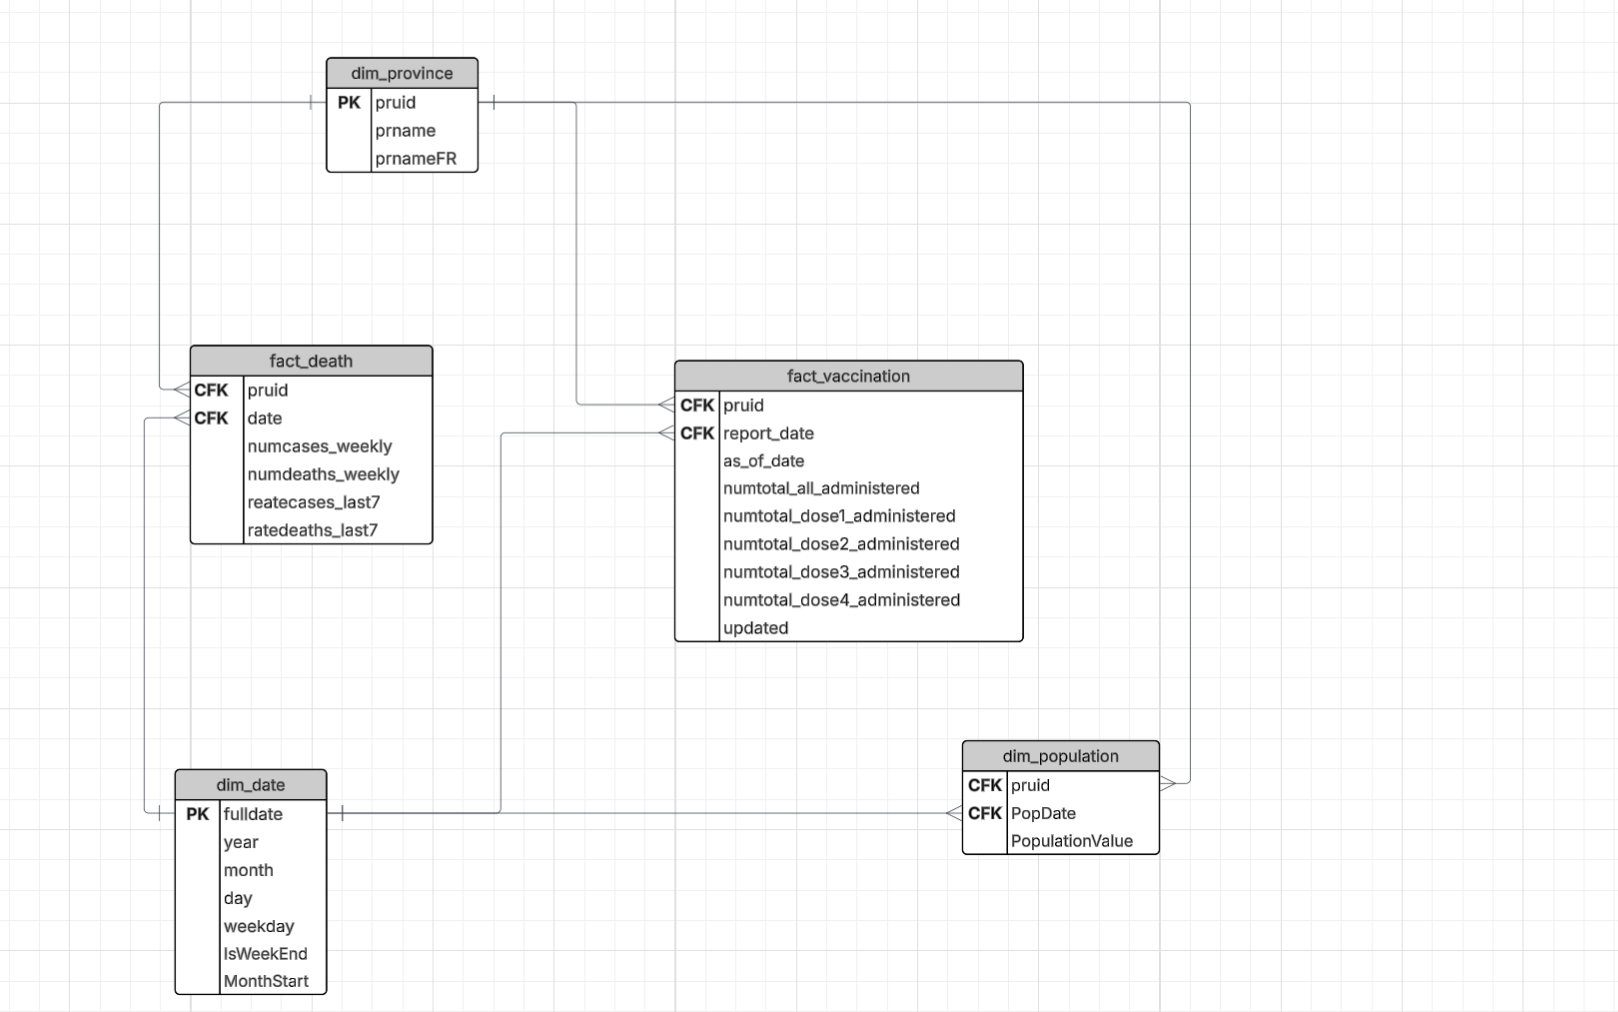 dim_province
PK pruid
prname
prnameFR
fact_death
CFK pruid
CFK date
numcases_weekly
numdeaths_weekly
reatecases_last7
ratedeaths_last7
fact_vaccination
CFK pruid
CFK report_date
as_of_date
numtotal_all_administered
numtotal_dose1_administered
numtotal_dose2_administered
numtotal_dose3_administered
numtotal_dose4_administered
updated
dim_date
PK fulldate
year
month
day
weekday
IsWeekEnd
MonthStart
dim_population
CFK pruid
CFK PopDate
PopulationValue